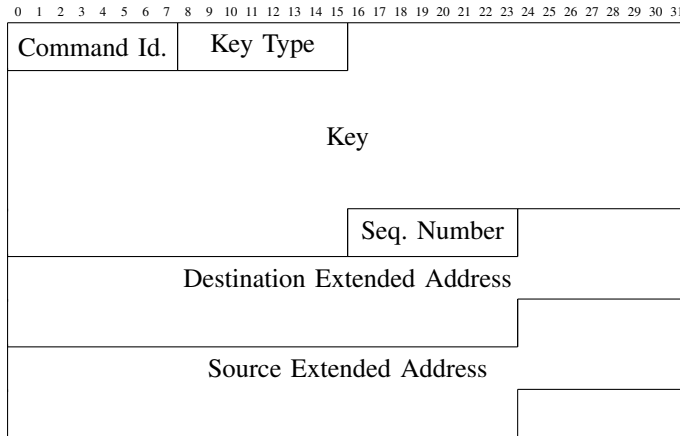 0 1 2 3 4 5 6 7 8 9 10 11 12 13 14 15 16 17 18 19 20 21 22 23 24 25 26 27 28 29 30 31
Command Id. Key Type
Key
Seq. Number
Destination Extended Address
Source Extended Address